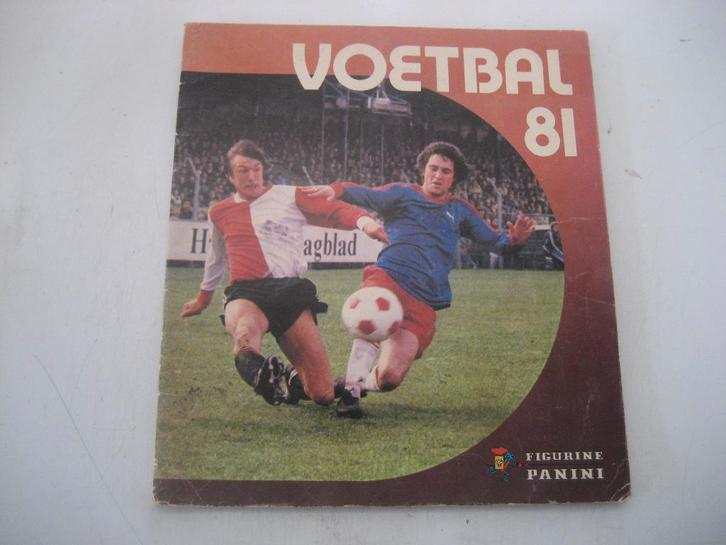 VOETBAL
81
H agblad
FIGURINE
PANINI